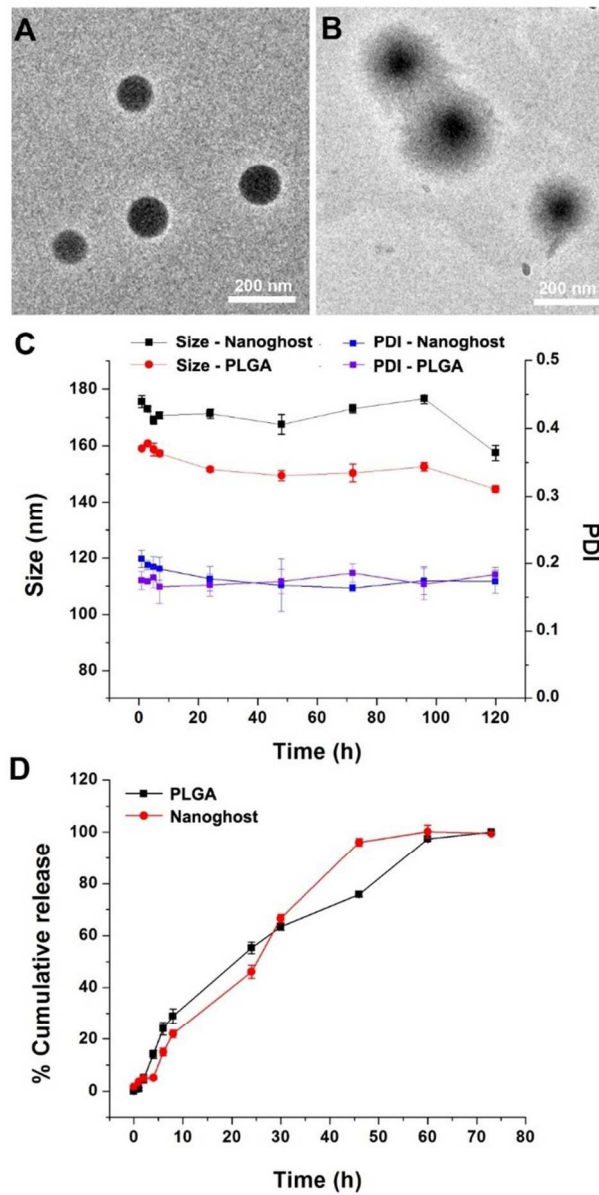 A
B
200 nm
200 nm
C
Size - Nanoghost
PDI - Nanoghost
Size - PLGA
PDI - PLGA
180
160
140
120
100
80
Size (nm)
0.5
0.4
0.3
0.2
0.1
0.0
PDI
0
20
40
60
80
100
120
Time (h)
D
PLGA
Nanoghost
120
100
80
60
40
20
0
% Cumulative release
0
10
20
30
40
50
60
70
80
Time (h)